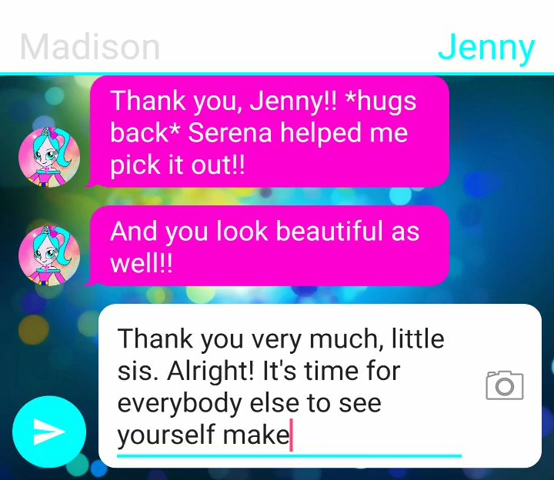 Madison Jenny
Thank you, Jenny!! *hugs
back* Serena helped me
pick it out!!
And you look beautiful as
well!!
Thank you very much, little
sis. Alright! It's time for
everybody else to see
yourself make